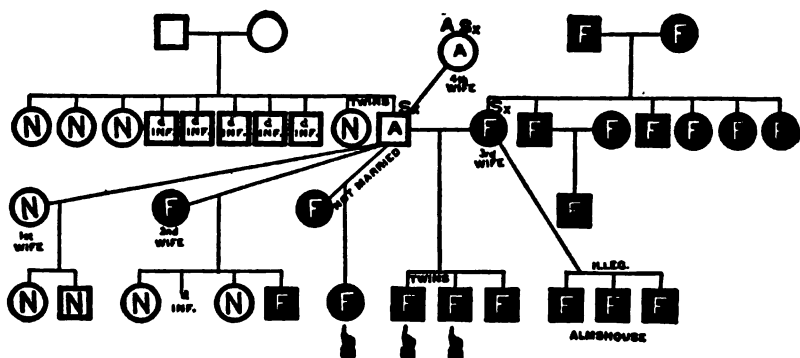 A Sx
F F A
4TH
WIFE
TWINS Sx Sx
N N N d INF. d INF. d INF. d INF. d INF. N A F F F F F F F
3rd
WIFE
NOT MARRIED
N F F F
1st
WIFE
2nd
WIFE
ILLEG.
TWINS
N N N d
INF. N F F F F F F F F
ALMSHOUSE